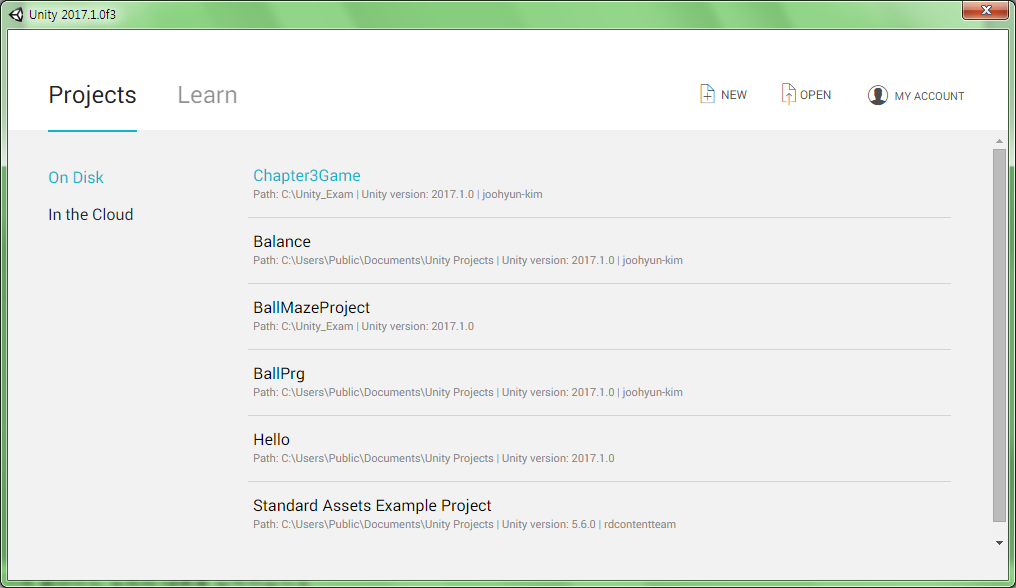 Unity 2017.1.0f3
Projects
Learn
NEW
OPEN
MY ACCOUNT
On Disk
In the Cloud
Chapter3Game
Path: C:\Unity_Exam | Unity version: 2017.1.0 | joohyun-kim
Balance
Path: C:\Users\Public\Documents\Unity Projects | Unity version: 2017.1.0 | joohyun-kim
BallMazeProject
Path: C:\Unity_Exam | Unity version: 2017.1.0
BallPrg
Path: C:\Users\Public\Documents\Unity Projects | Unity version: 2017.1.0 | joohyun-kim
Hello
Path: C:\Users\Public\Documents\Unity Projects | Unity version: 2017.1.0
Standard Assets Example Project
Path: C:\Users\Public\Documents\Unity Projects | Unity version: 5.6.0 | rdcontentteam